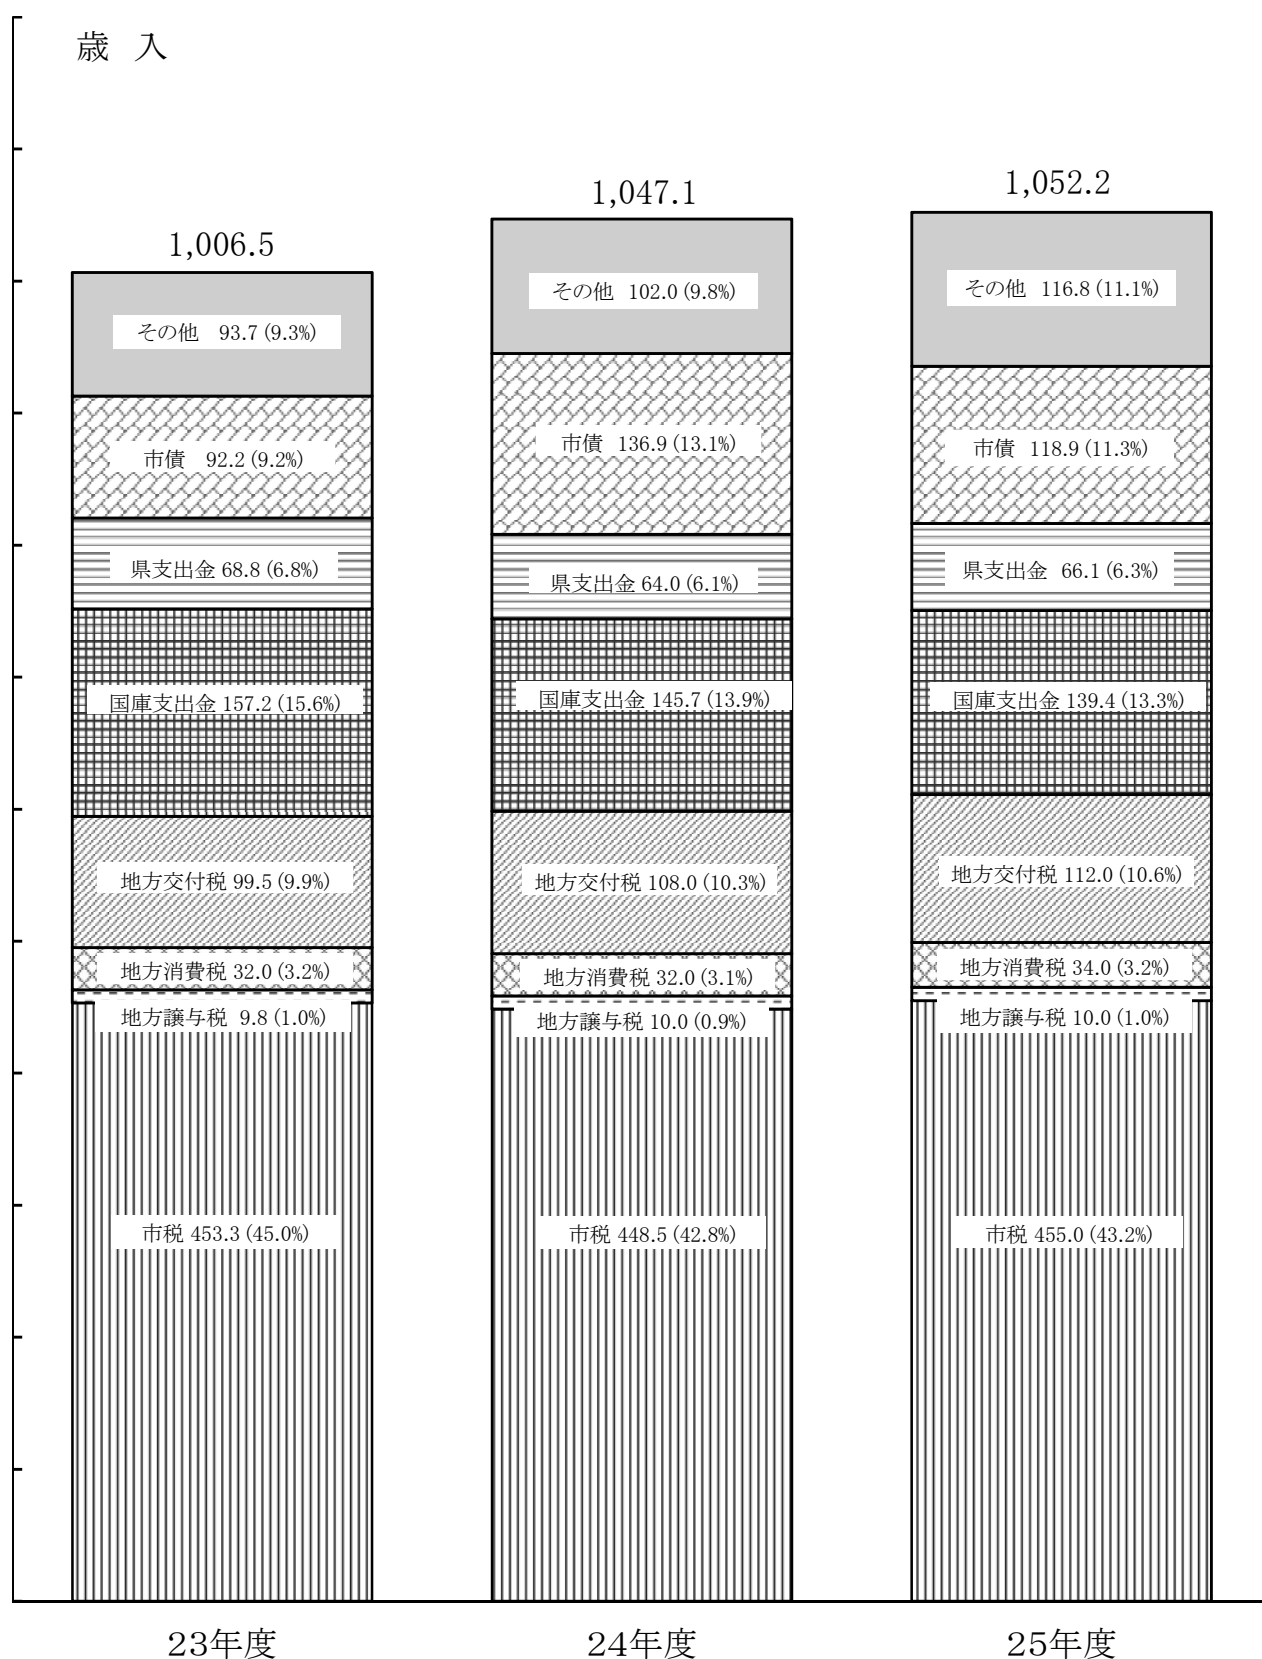 歳 入
1,006.5
その他 93.7 (9.3%)
市債 92.2 (9.2%)
県支出金 68.8 (6.8%)
国庫支出金 157.2 (15.6%)
地方交付税 99.5 (9.9%)
地方消費税 32.0 (3.2%)
地方譲与税 9.8 (1.0%)
市税 453.3 (45.0%)
23年度
1,047.1
その他 102.0 (9.8%)
市債 136.9 (13.1%)
県支出金 64.0 (6.1%)
国庫支出金 145.7 (13.9%)
地方交付税 108.0 (10.3%)
地方消費税 32.0 (3.1%)
地方譲与税 10.0 (0.9%)
市税 448.5 (42.8%)
24年度
1,052.2
その他 116.8 (11.1%)
市債 118.9 (11.3%)
県支出金 66.1 (6.3%)
国庫支出金 139.4 (13.3%)
地方交付税 112.0 (10.6%)
地方消費税 34.0 (3.2%)
地方譲与税 10.0 (1.0%)
市税 455.0 (43.2%)
25年度